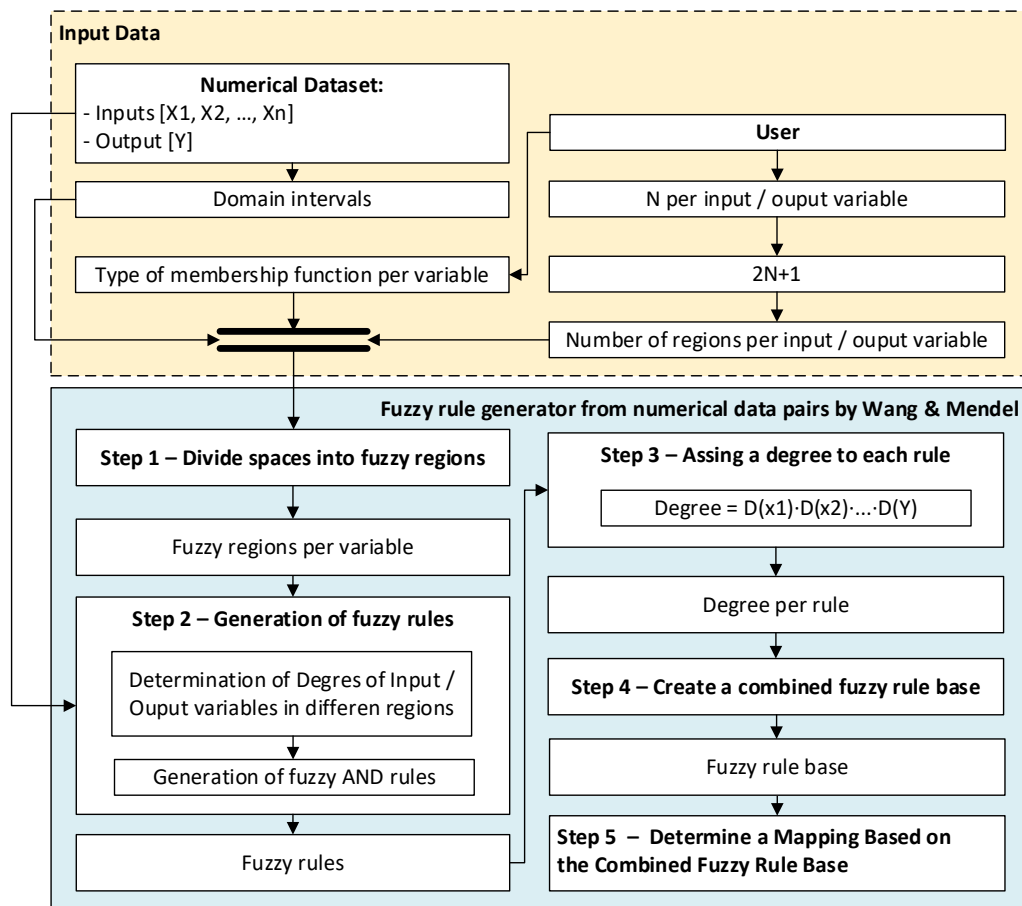 Input Data
Numerical Dataset:
- Inputs [X1, X2, ..., Xn]
- Output [Y]
Domain intervals
Type of membership function per variable
User
N per input / ouput variable
2N+1
Number of regions per input / ouput variable
Fuzzy rule generator from numerical data pairs by Wang & Mendel
Step 1 – Divide spaces into fuzzy regions
Fuzzy regions per variable
Step 2 – Generation of fuzzy rules
Determination of Degres of Input /
Ouput variables in differen regions
Generation of fuzzy AND rules
Fuzzy rules
Step 3 – Assing a degree to each rule
Degree = D(x1)·D(x2)·...·D(Y)
Degree per rule
Step 4 – Create a combined fuzzy rule base
Fuzzy rule base
Step 5 – Determine a Mapping Based on
the Combined Fuzzy Rule Base